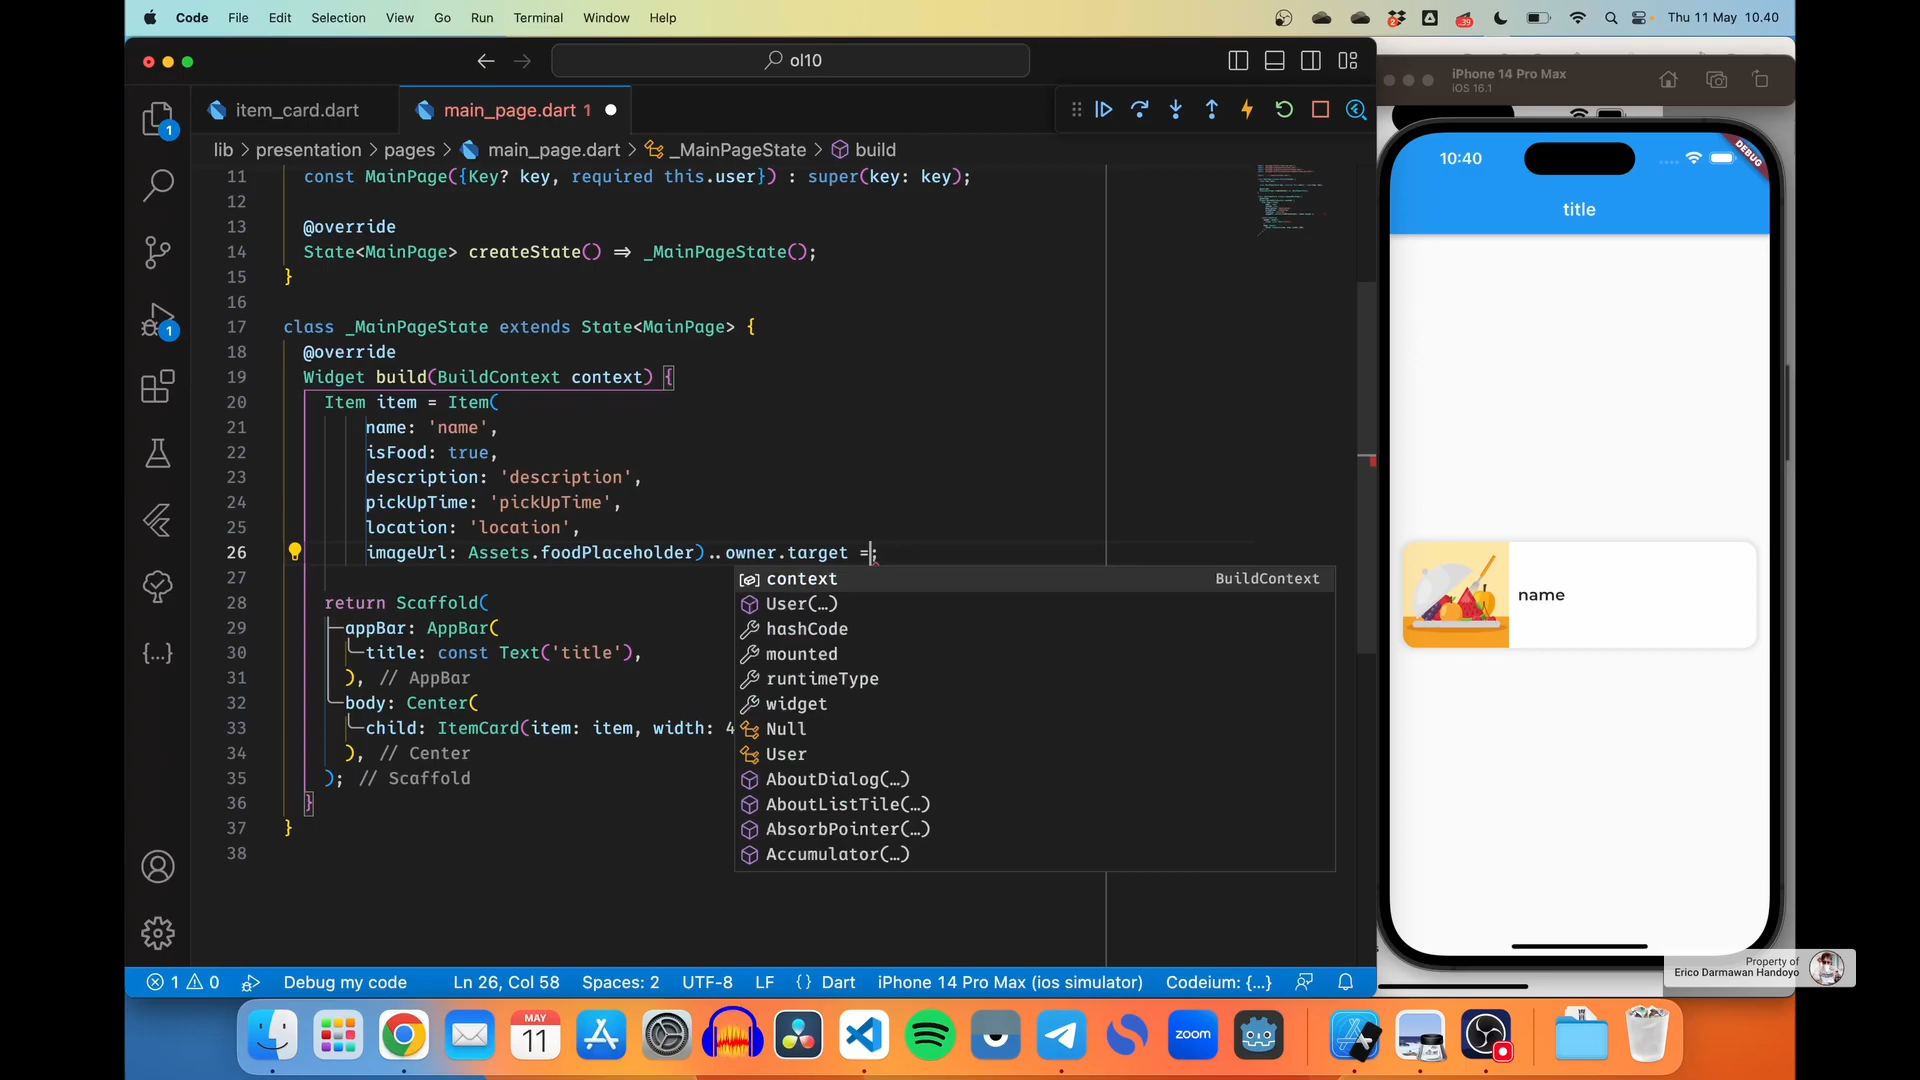 Code File Edit Selection View Go Run Terminal Window Help
2
39
Thu 11 May 10.40
ol10
item_card.dart
main_page.dart 1
lib > presentation > pages > main_page.dart > _MainPageState > build
1
1
11 const MainPage({Key? key, required this.user}) : super(key: key);
12
13 @override
14 State<MainPage> createState() => _MainPageState();
15 }
16
17 class _MainPageState extends State<MainPage> {
18 @override
19 Widget build(BuildContext context) {
20 Item item = Item(
21 name: 'name',
22 isFood: true,
23 description: 'description',
24 pickUpTime: 'pickUpTime',
25 location: 'location',
26 imageUrl: Assets.foodPlaceholder)..owner.target =;
27
28 return Scaffold(
29 appBar: AppBar(
30 title: const Text('title'),
31 ), // AppBar
32 body: Center(
33 child: ItemCard(item: item, width: 4
34 ), // Center
35 ); // Scaffold
36 }
37 }
38
context BuildContext
User(…)
hashCode
mounted
runtimeType
widget
Null
User
AboutDialog(…)
AboutListTile(…)
AbsorbPointer(…)
Accumulator(…)
1 0 Debug my code Ln 26, Col 58 Spaces: 2 UTF-8 LF {} Dart iPhone 14 Pro Max (ios simulator) Codeium: {...}
iPhone 14 Pro Max
iOS 16.1
10:40
DEBUG
title
name
Property of
Erico Darmawan Handoyo
MAY
11
zoom